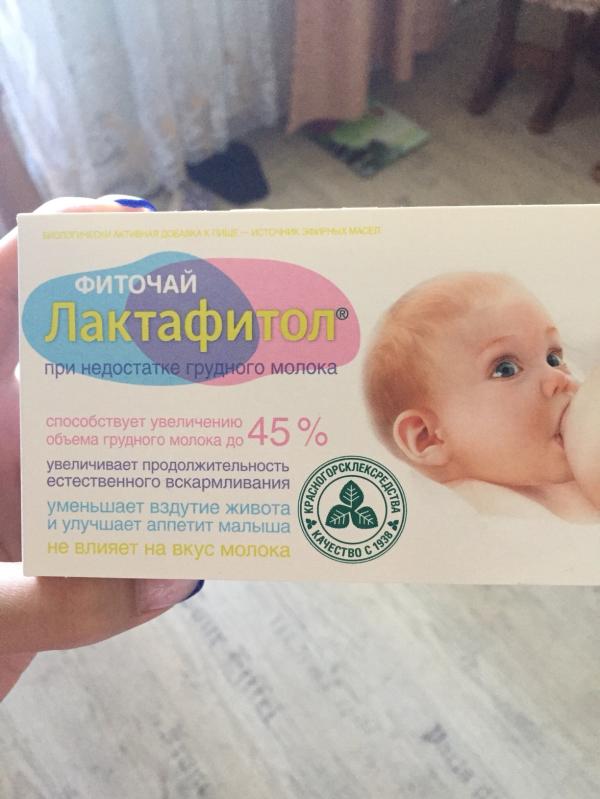 БИОЛОГИЧЕСКИ АКТИВНАЯ ДОБАВКА К ПИЩЕ — ИСТОЧНИК ЭФИРНЫХ МАСЕЛ
ФИТОЧАЙ
Лактафитол®
при недостатке грудного молока
способствует увеличению
объема грудного молока до 45 %
увеличивает продолжительность
естественного вскармливания
уменьшает вздутие живота
и улучшает аппетит малыша
не влияет на вкус молока
КРАСНОГОРСКЛЕКСРЕДСТВА
КАЧЕСТВО С 1938